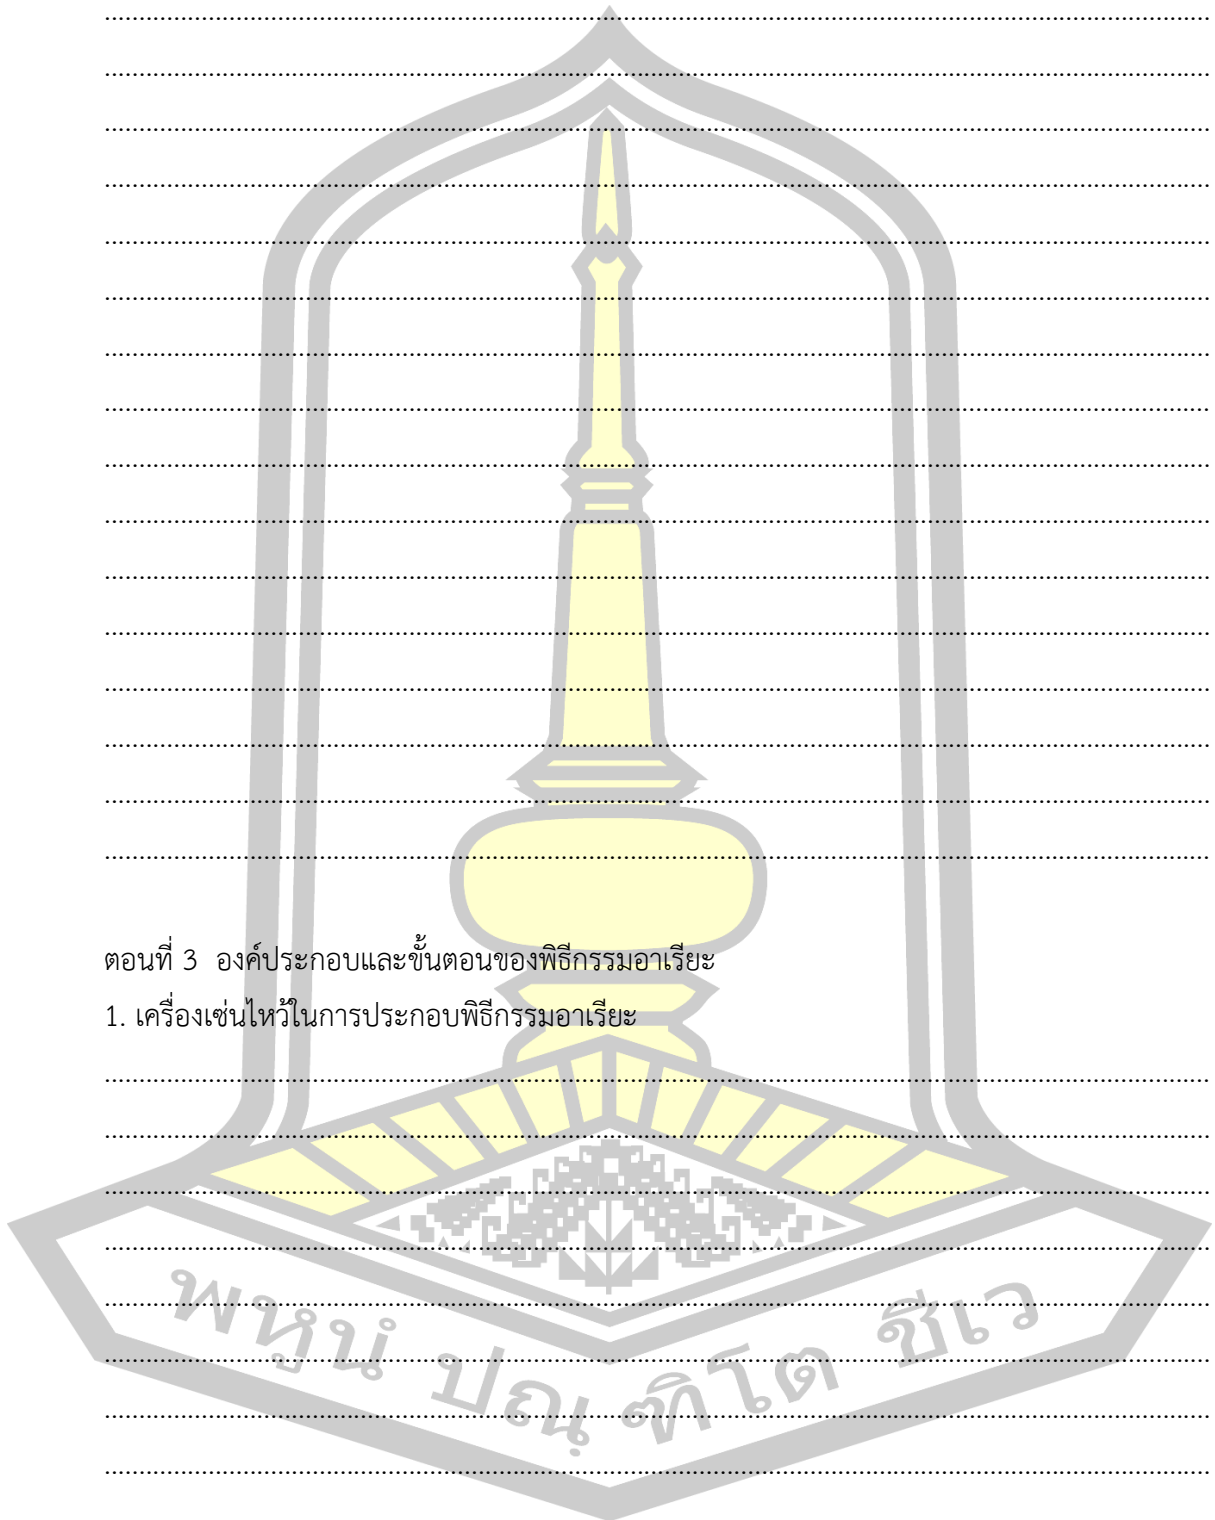 ตอนที่ 3 องค์ประกอบและขั้นตอนของพิธีกรรมอาเรียะ
1. เครื่องเซ่นไหว้ในการประกอบพิธีกรรมอาเรียะ
พหูนํ ปณฺฑิโต ชีเว